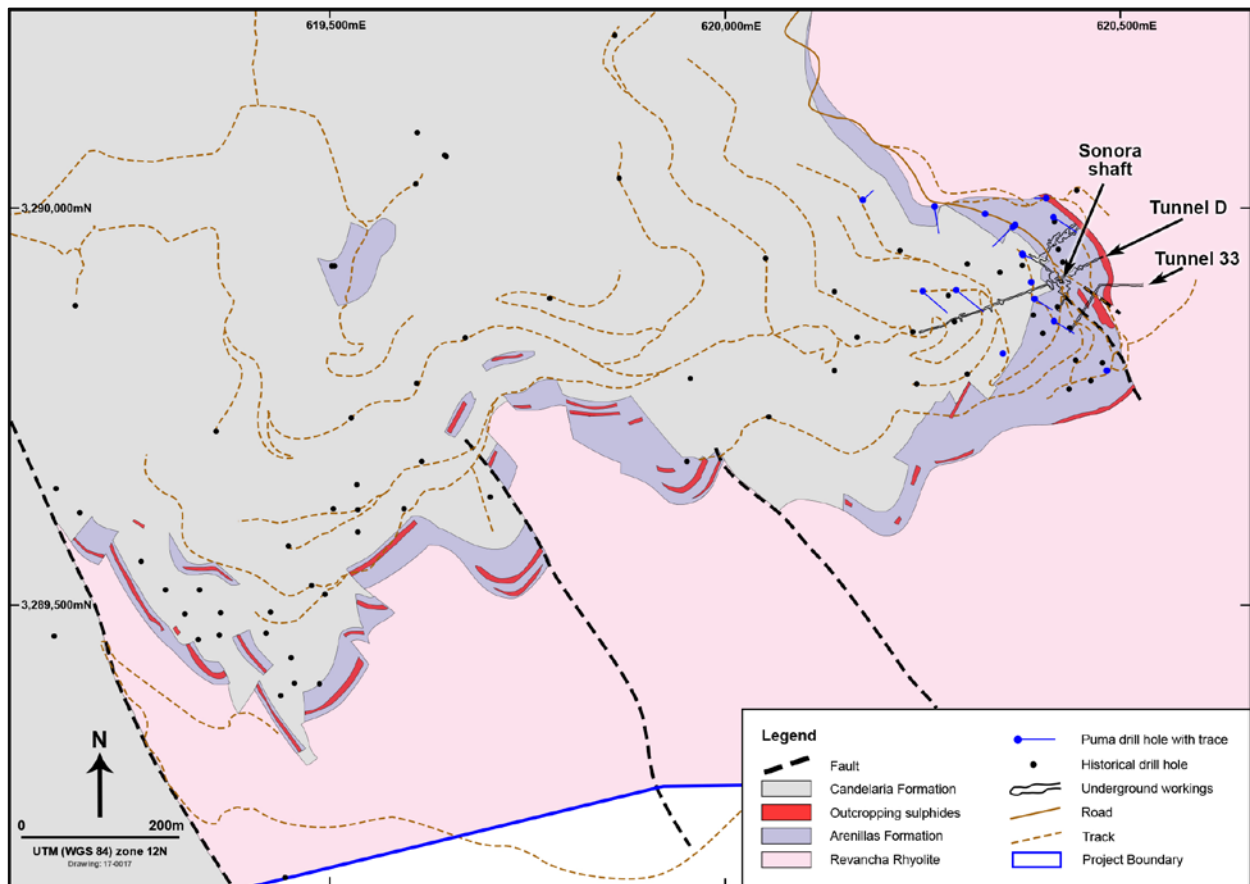 619,500mE
620,000mE
620,500mE
3,290,000mN
3,289,500mN
Sonora
shaft
Tunnel D
Tunnel 33
N
0 200m
UTM (WGS 84) zone 12N
Drawing: 17-0017
Legend
Fault
Candelaria Formation
Outcropping sulphides
Arenillas Formation
Revancha Rhyolite
Puma drill hole with trace
Historical drill hole
Underground workings
Road
Track
Project Boundary